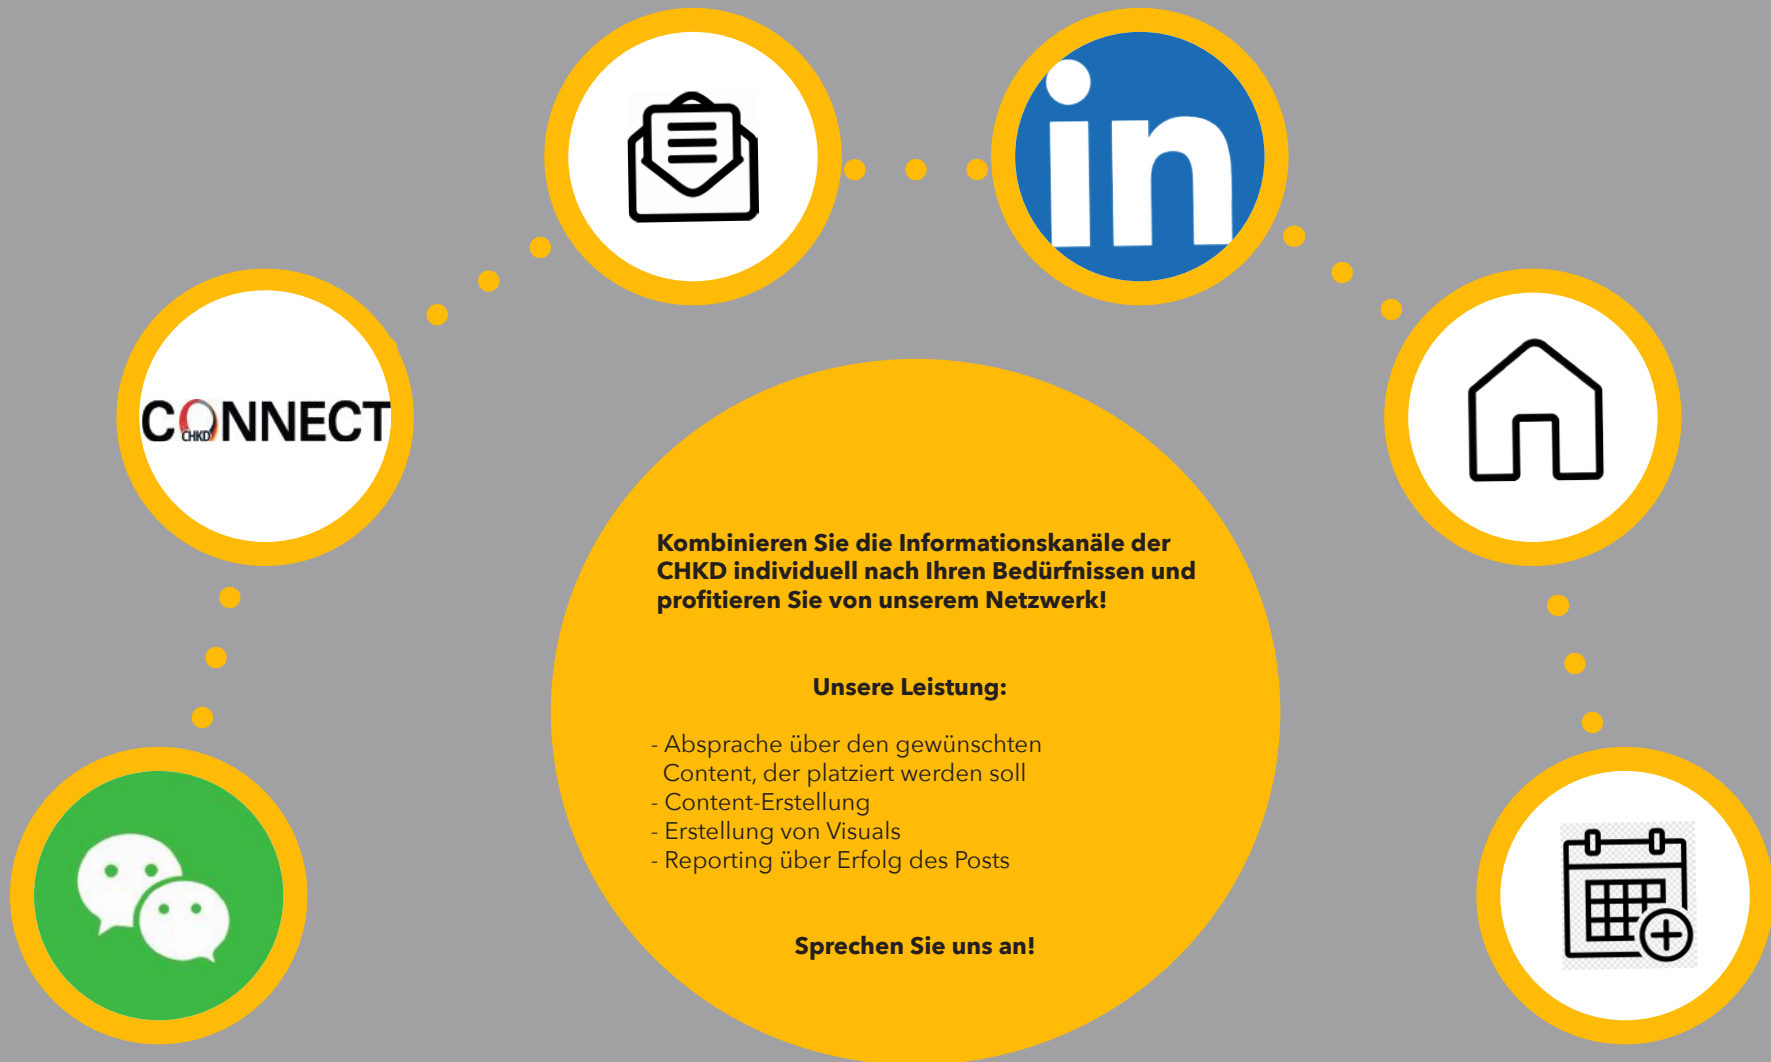 in
CONNECT
CHKD
Kombinieren Sie die Informationskanäle der
CHKD individuell nach Ihren Bedürfnissen und
profitieren Sie von unserem Netzwerk!
Unsere Leistung:
- Absprache über den gewünschten
Content, der platziert werden soll
- Content-Erstellung
- Erstellung von Visuals
- Reporting über Erfolg des Posts
Sprechen Sie uns an!